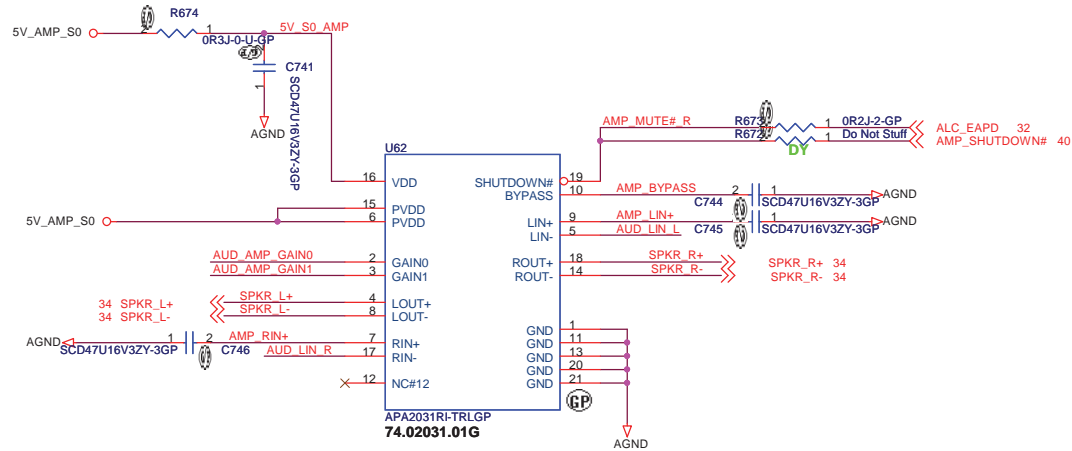 R674
5V_AMP_S0
2
1
5V_S0_AMP
0R3J-0-U-GP
C741
SCD47U16V3ZY-3GP
1
AGND
AMP_MUTE#_R
R673
1
0R2J-2-GP
ALC_EAPD 32
R672
2
1
Do Not Stuff
AMP_SHUTDOWN# 40
DY
U62
16 VDD
SHUTDOWN# 19
BYPASS 10
AMP_BYPASS
2
1
C744
SCD47U16V3ZY-3GP
AGND
5V_AMP_S0
15 PVDD
6 PVDD
LIN+ 9
AMP_LIN+
2
1
C745
SCD47U16V3ZY-3GP
AGND
LIN- 5
AUD_LIN_L
AUD_AMP_GAIN0
2 GAIN0
AUD_AMP_GAIN1
3 GAIN1
ROUT+ 18
SPKR_R+
SPKR_R+ 34
ROUT- 14
SPKR_R-
SPKR_R- 34
34 SPKR_L+
SPKR_L+
4 LOUT+
34 SPKR_L-
SPKR_L-
8 LOUT-
AGND
1
2
AMP_RIN+
7 RIN+
SCD47U16V3ZY-3GP
C746
AUD_LIN_R
17 RIN-
12 NC#12
GND 1
GND 11
GND 13
GND 20
GND 21
GP
APA2031RI-TRLGP
74.02031.01G
AGND